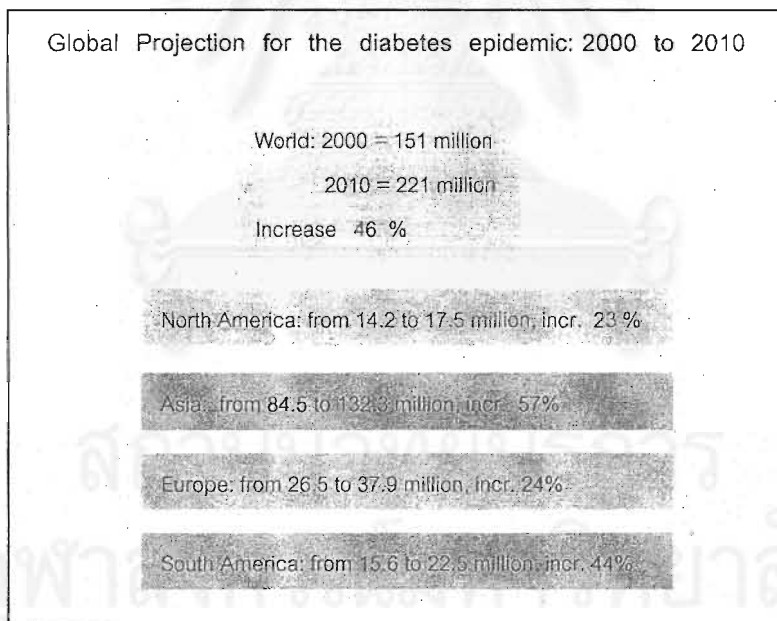 Global Projection for the diabetes epidemic: 2000 to 2010
World: 2000 = 151 million
2010 = 221 million
Increase 46 %
North America: from 14.2 to 17.5 million, incr. 23 %
Asia: from 84.5 to 132.3 million, incr. 57%
Europe: from 26.5 to 37.9 million, incr. 24%
South America: from 15.6 to 22.5 million, incr. 44%